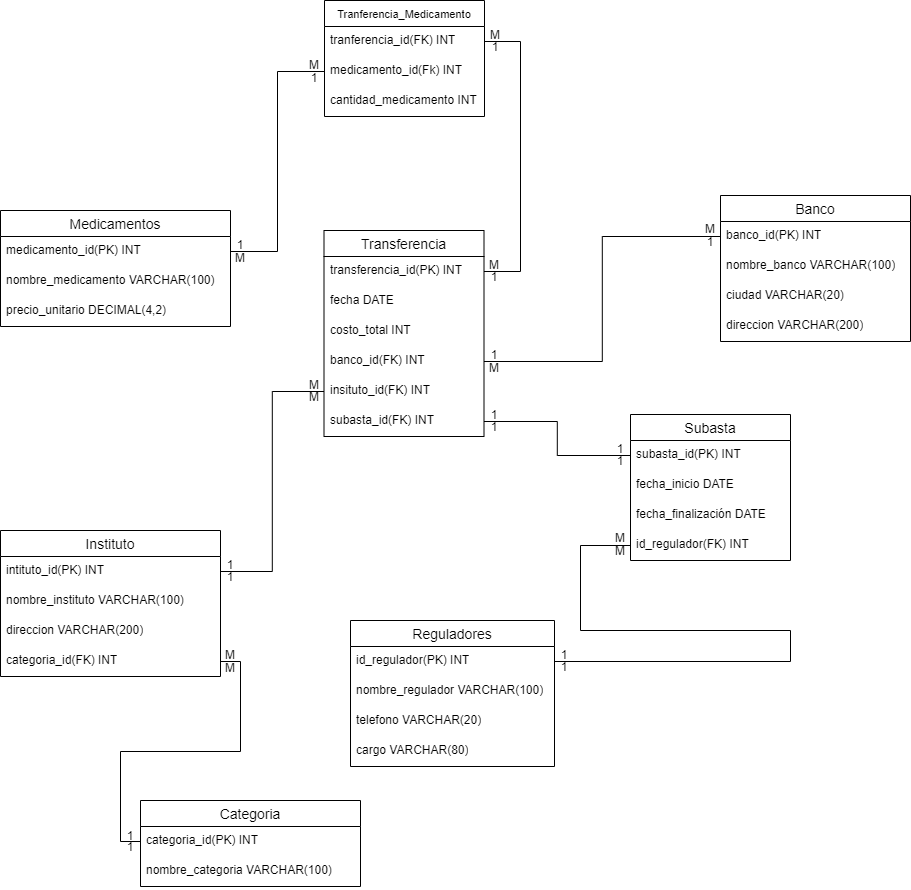 Tranferencia_Medicamento
tranferencia_id(FK) INT
medicamento_id(Fk) INT
cantidad_medicamento INT
M
1
M
1
Medicamentos
medicamento_id(PK) INT
nombre_medicamento VARCHAR(100)
precio_unitario DECIMAL(4,2)
1
M
Transferencia
transferencia_id(PK) INT
fecha DATE
costo_total INT
banco_id(FK) INT
insituto_id(FK) INT
subasta_id(FK) INT
M
1
1
M
M
M
1
1
Banco
banco_id(PK) INT
nombre_banco VARCHAR(100)
ciudad VARCHAR(20)
direccion VARCHAR(200)
M
1
Subasta
subasta_id(PK) INT
fecha_inicio DATE
fecha_finalización DATE
id_regulador(FK) INT
1
1
M
M
Instituto
intituto_id(PK) INT
nombre_instituto VARCHAR(100)
direccion VARCHAR(200)
categoria_id(FK) INT
1
1
M
M
Reguladores
id_regulador(PK) INT
nombre_regulador VARCHAR(100)
telefono VARCHAR(20)
cargo VARCHAR(80)
1
1
Categoria
categoria_id(PK) INT
nombre_categoria VARCHAR(100)
1
1